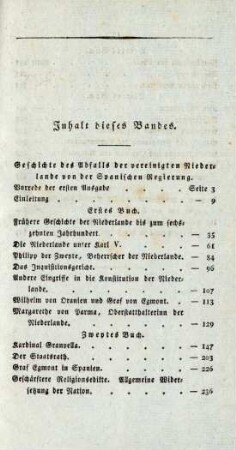 Inhalt dieses Bandes.
Geschichte des Abfalls der vereinigten Nieder-
lande von der Spanischen Regierung.
Vorrede der ersten Ausgabe . . . Seite 3
Einleitung . . . . . . 9
Erstes Buch.
Frühere Geschichte der Niederlande bis zum sechs-
zehnten Jahrhundert. . . . . — 35
Die Niederlande unter Karl V. . . . — 61
Philipp der Zweyte, Beherrscher der Niederlande. — 84
Das Inquisitionsgericht. . . . . — 96
Andere Eingriffe in die Konstitution der Nieder-
lande. . . . . . . — 107
Wilhelm von Oranien und Graf von Egmont. — 113
Margarethe von Parma, Oberstatthalterinn der
Niederlande. . . . . . — 129
Zweytes Buch.
Kardinal Granvella. . . . . — 147
Der Staatsrath. . . . . . — 203
Graf Egmont in Spanien. . . . — 226
Geschärftere Religionsedikte. Allgemeine Wider-
setzung der Nation. . . . . — 236